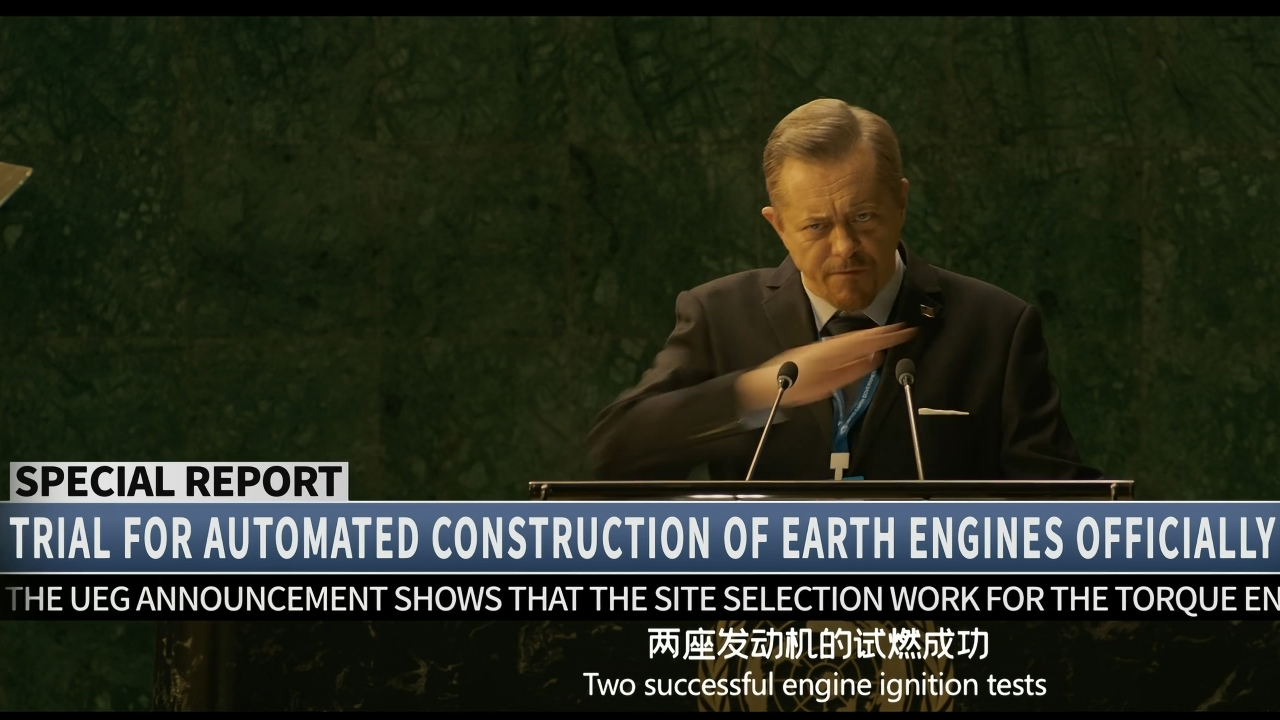 SPECIAL REPORT
TRIAL FOR AUTOMATED CONSTRUCTION OF EARTH ENGINES OFFICIALLY
THE UEG ANNOUNCEMENT SHOWS THAT THE SITE SELECTION WORK FOR THE TORQUE EN
两座发动机的试燃成功
Two successful engine ignition tests